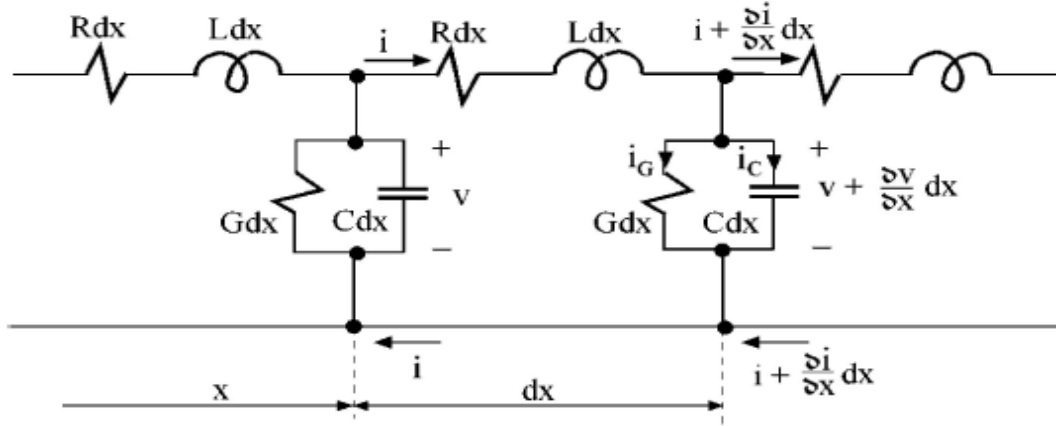 Rdx
Ldx
i
Rdx
Ldx
i + ∂i/∂x dx
Gdx
Cdx
+
v
−
i_G
i_C
Gdx
Cdx
+
v + ∂v/∂x dx
−
i
i + ∂i/∂x dx
x
dx